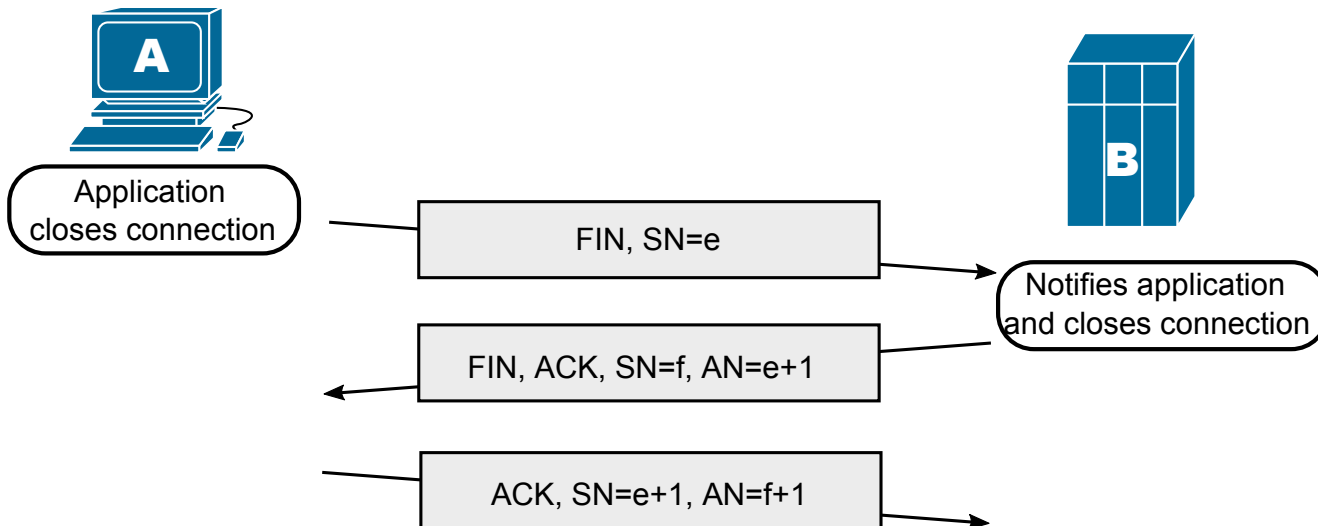 A
B
Application
closes connection
FIN, SN=e
Notifies application
and closes connection
FIN, ACK, SN=f, AN=e+1
ACK, SN=e+1, AN=f+1